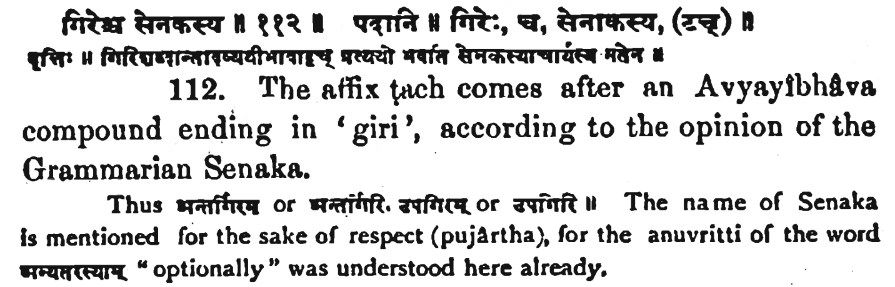 गिरेश्च सेनकस्य ॥ ११२ ॥ पदानि ॥ गिरेः, च, सेनाकस्य, (टच्) ॥
वृत्तिः ॥ गिरिशब्दान्तादव्ययीभावाट्टच् प्रत्ययो भवति सेनकस्याचार्यस्य मतेन ॥
112. The affix ṭach comes after an Avyayîbhâva
compound ending in ‘giri’, according to the opinion of the
Grammarian Senaka.
Thus अन्तर्गिरम् or अन्तर्गिरि. उपगिरम् or उपगिरि ॥ The name of Senaka
is mentioned for the sake of respect (pujârtha), for the anuvritti of the word
अन्यतरस्याम् “optionally” was understood here already.